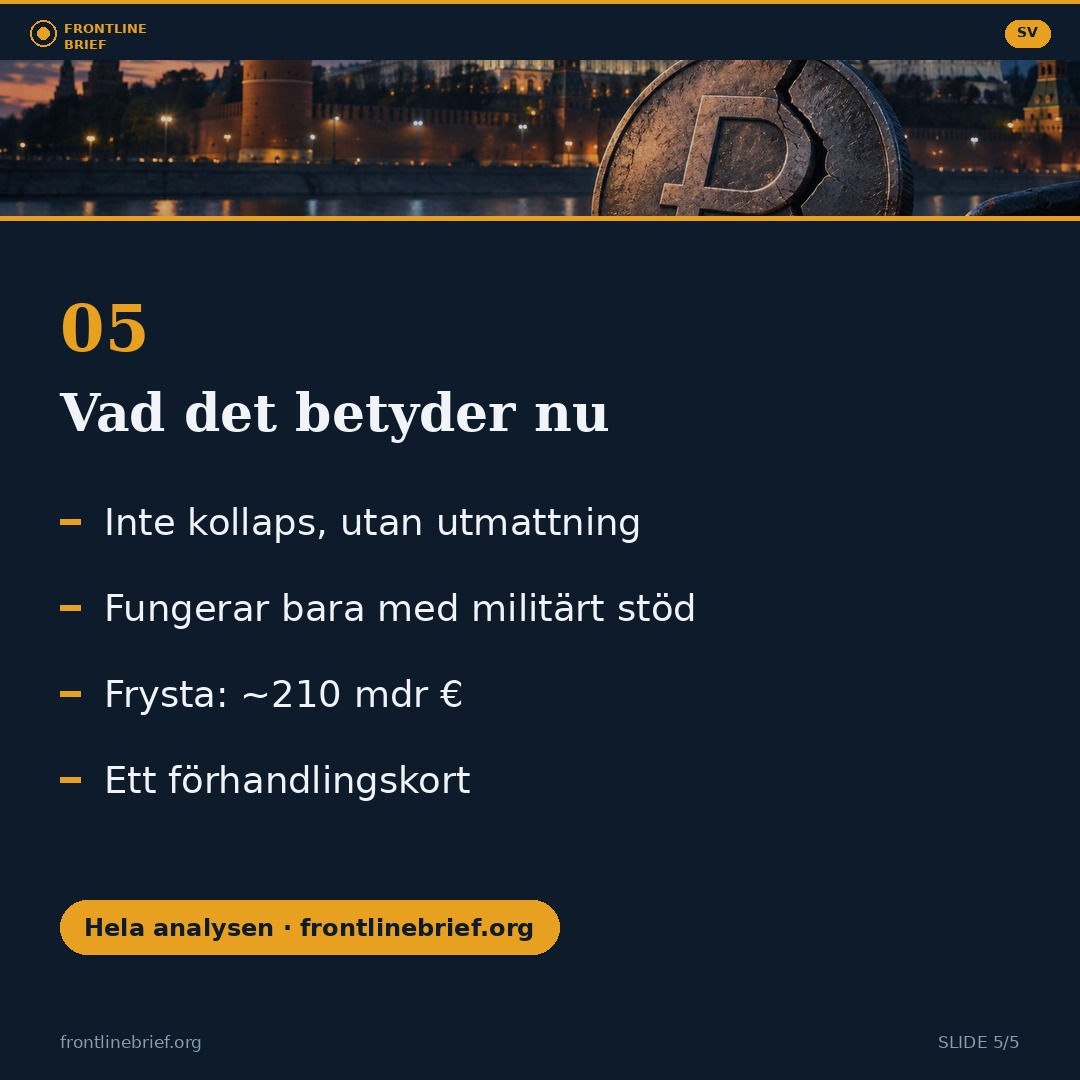 FRONTLINE
BRIEF
SV
05
Vad det betyder nu
Inte kollaps, utan utmattning
Fungerar bara med militärt stöd
Frysta: ~210 mdr €
Ett förhandlingskort
Hela analysen · frontlinebrief.org
frontlinebrief.org
SLIDE 5/5